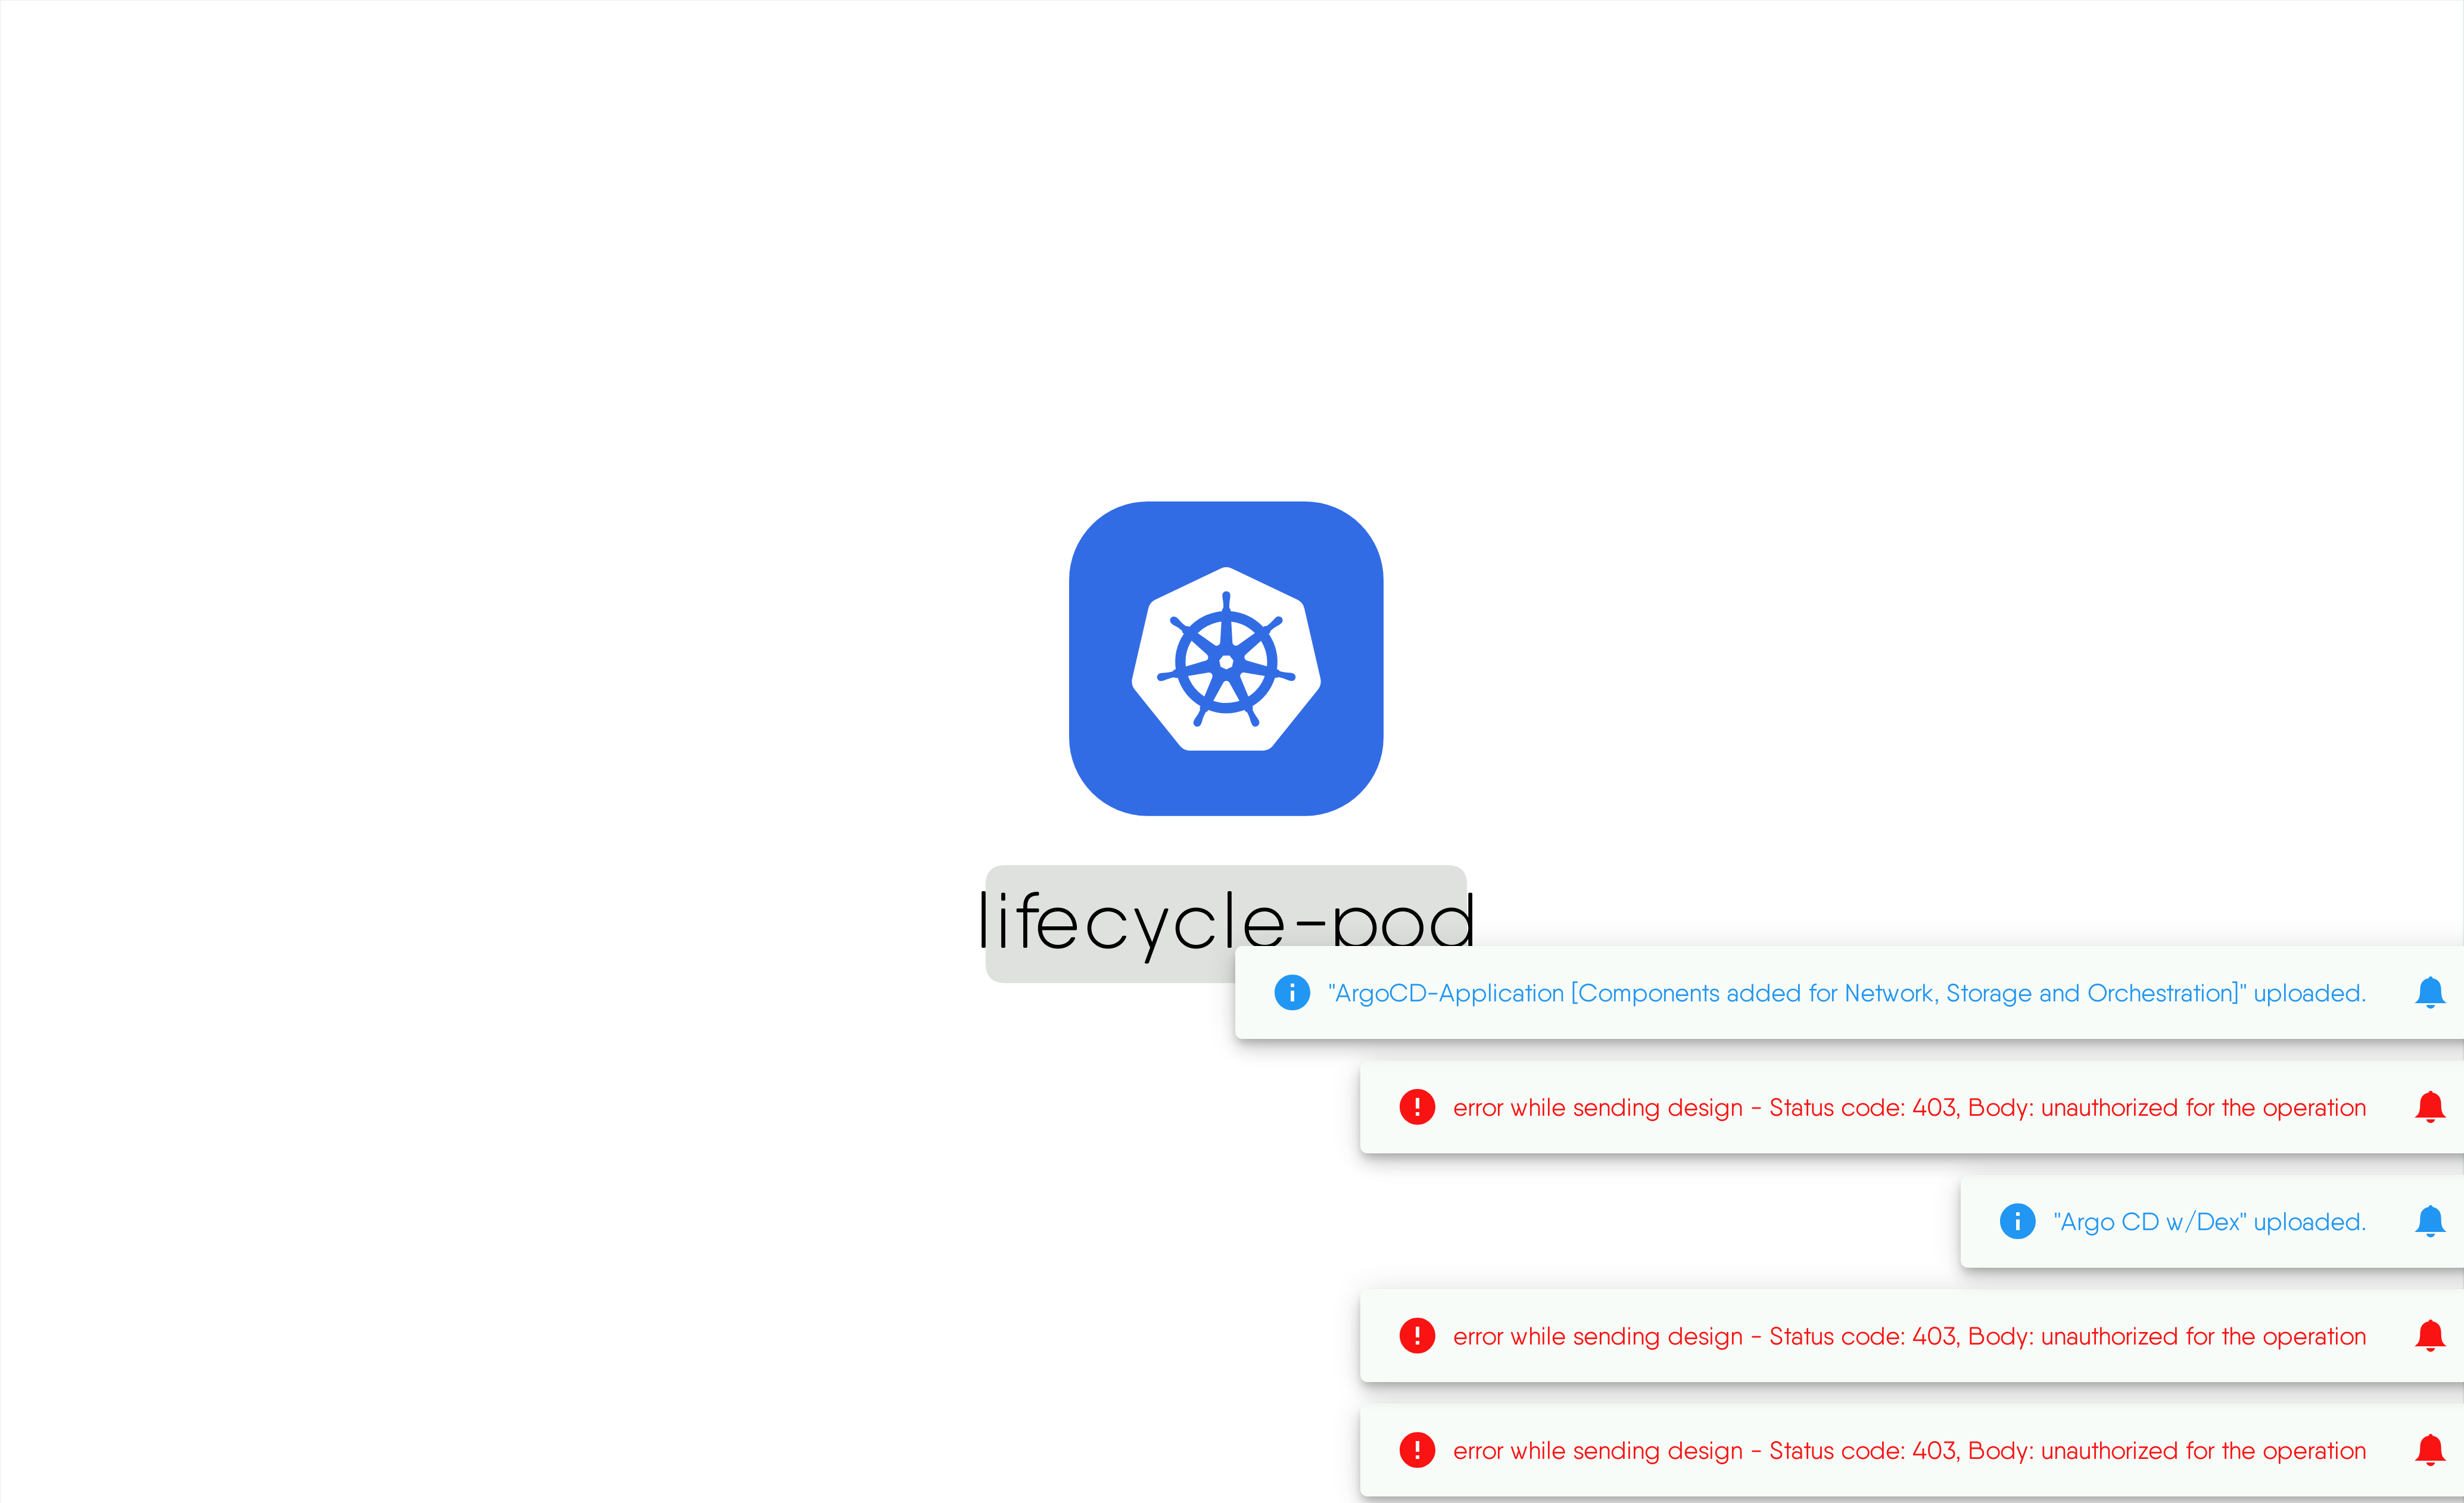 lifecycle-pod
"ArgoCD-Application [Components added for Network, Storage and Orchestration]" uploaded.
error while sending design - Status code: 403, Body: unauthorized for the operation
"Argo CD w/Dex" uploaded.
error while sending design - Status code: 403, Body: unauthorized for the operation
error while sending design - Status code: 403, Body: unauthorized for the operation